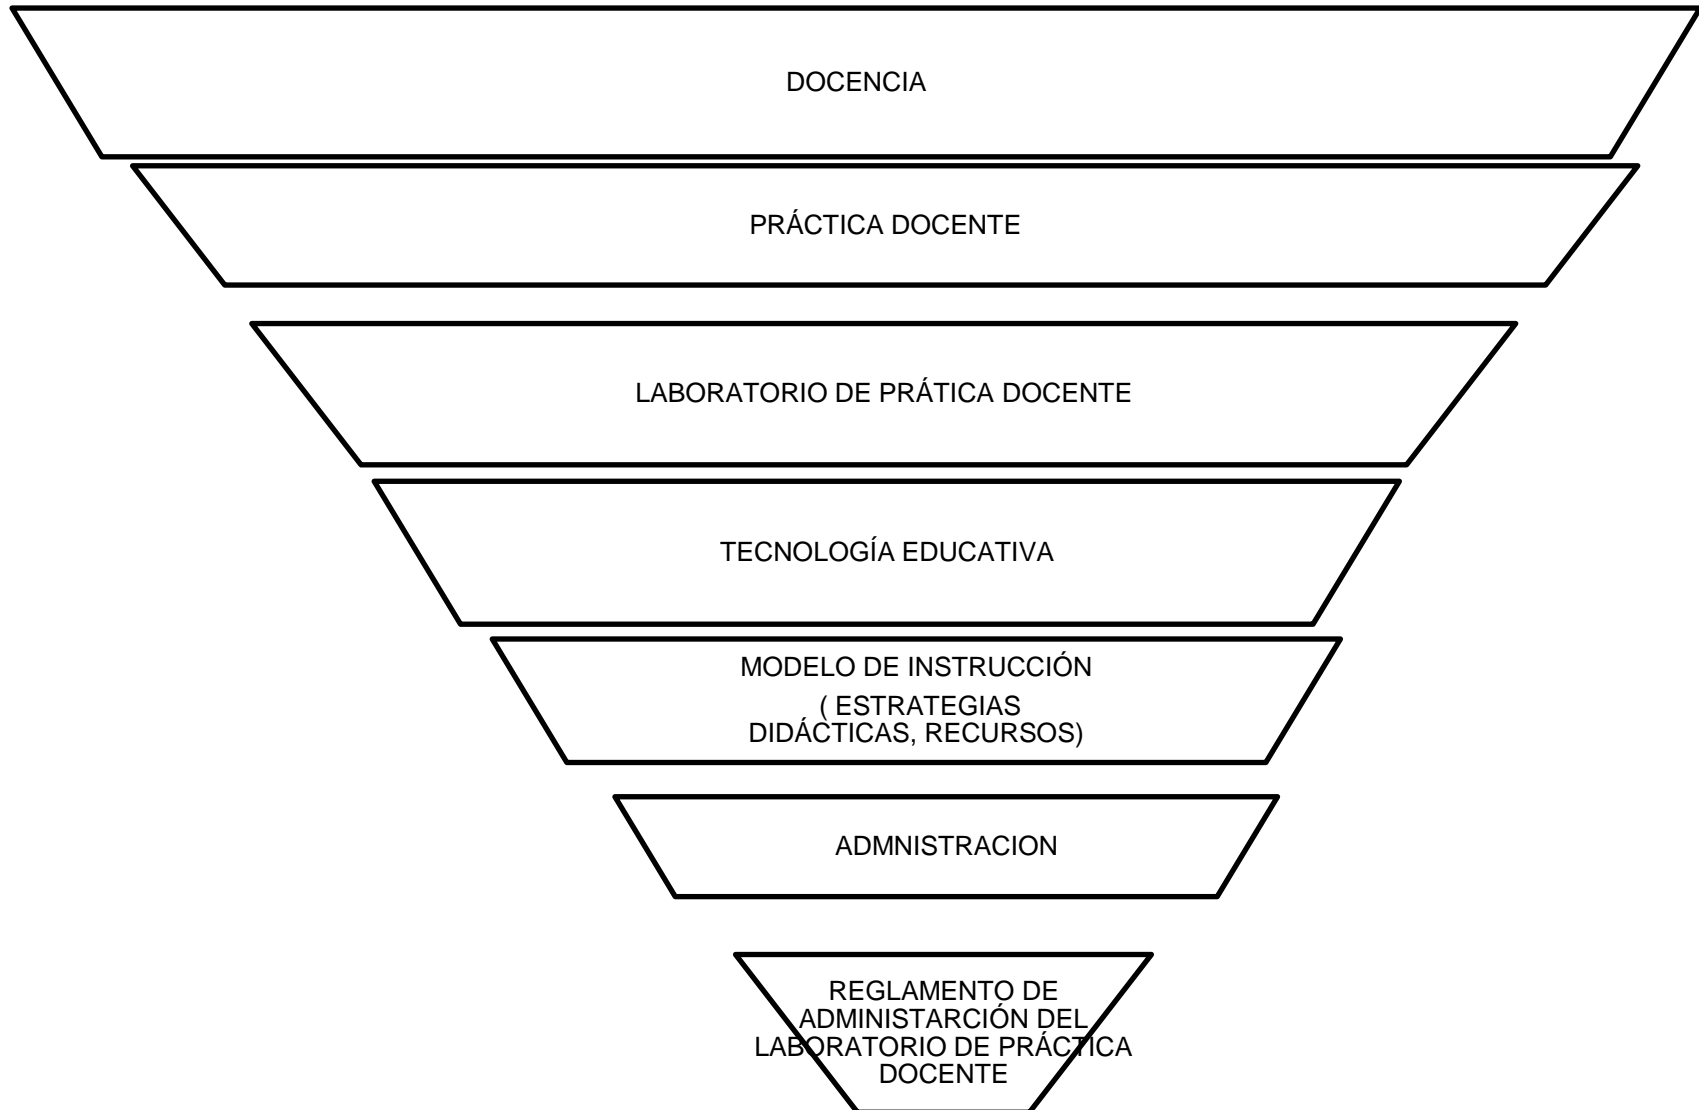 DOCENCIA
PRÁCTICA DOCENTE
LABORATORIO DE PRÁTICA DOCENTE
TECNOLOGÍA EDUCATIVA
MODELO DE INSTRUCCIÓN
( ESTRATEGIAS
DIDÁCTICAS, RECURSOS)
ADMNISTRACION
REGLAMENTO DE
ADMINISTARCIÓN DEL
LABORATORIO DE PRÁCTICA
DOCENTE